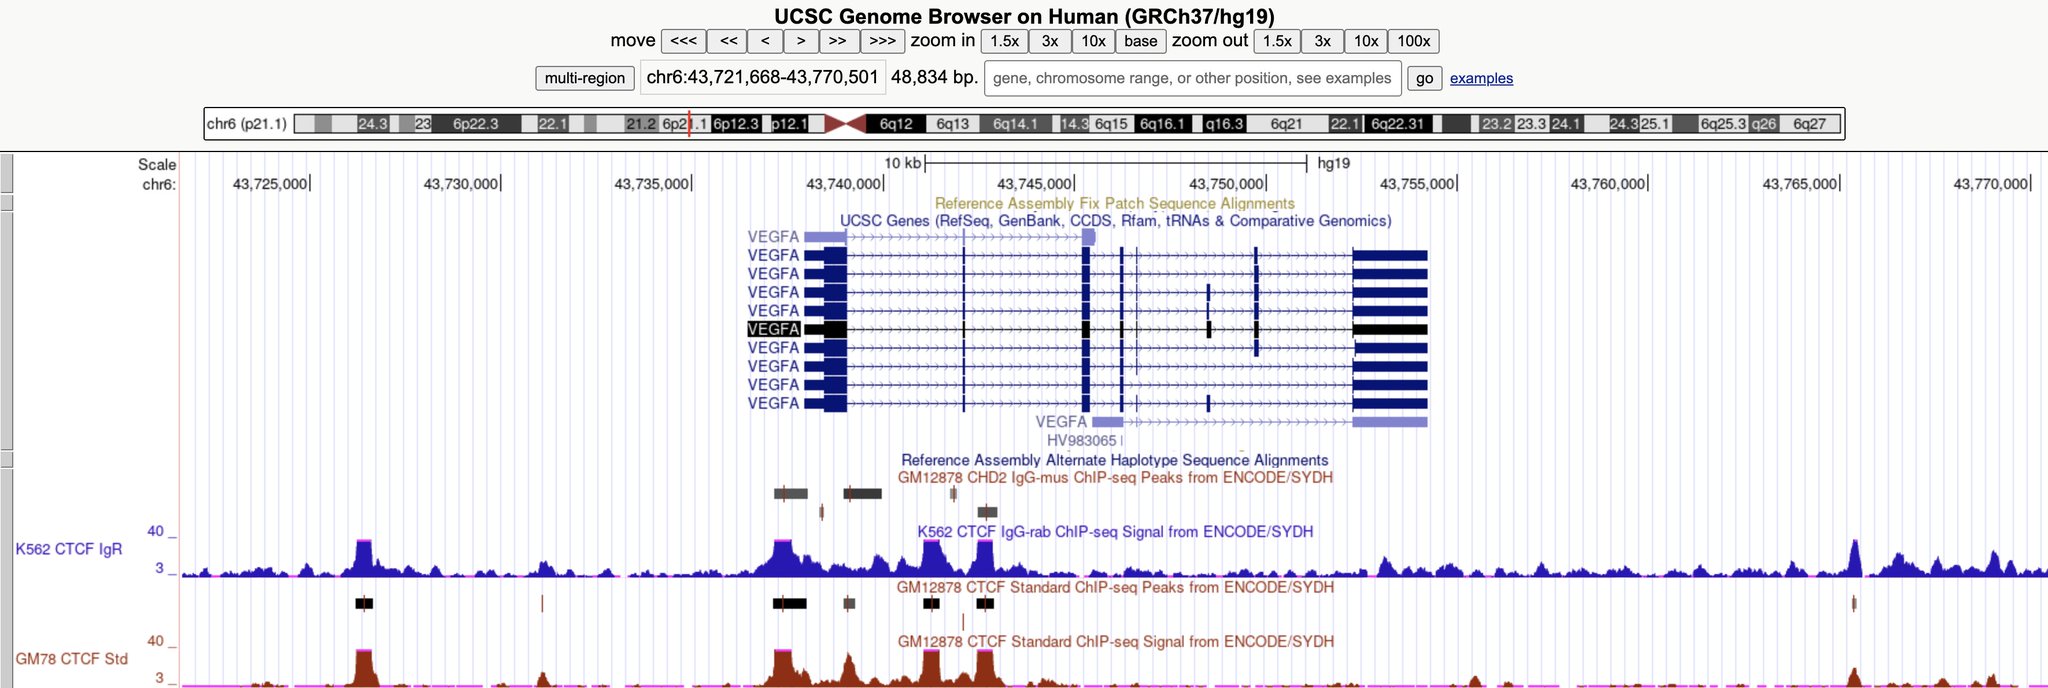 UCSC Genome Browser on Human (GRCh37/hg19)
move <<< << < > >> >>> zoom in 1.5x 3x 10x base zoom out 1.5x 3x 10x 100x
multi-region chr6:43,721,668-43,770,501 48,834 bp. gene, chromosome range, or other position, see examples go examples
chr6 (p21.1) 24.3 23 6p22.3 22.1 21.2 6p21.1 6p12.3 p12.1 6q12 6q13 6q14.1 14.3 6q15 6q16.1 q16.3 6q21 22.1 6q22.31 23.2 23.3 24.1 24.3 25.1 6q25.3 q26 6q27
Scale 10 kb hg19
chr6: 43,725,000 43,730,000 43,735,000 43,740,000 43,745,000 43,750,000 43,755,000 43,760,000 43,765,000 43,770,000
Reference Assembly Fix Patch Sequence Alignments
UCSC Genes (RefSeq, GenBank, CCDS, Rfam, tRNAs & Comparative Genomics)
VEGFA
VEGFA
VEGFA
VEGFA
VEGFA
VEGFA
VEGFA
VEGFA
VEGFA
VEGFA
VEGFA
HV983065
Reference Assembly Alternate Haplotype Sequence Alignments
GM12878 CHD2 IgG-mus ChIP-seq Peaks from ENCODE/SYDH
K562 CTCF IgG-rab ChIP-seq Signal from ENCODE/SYDH
40
K562 CTCF IgR
3
GM12878 CTCF Standard ChIP-seq Peaks from ENCODE/SYDH
GM12878 CTCF Standard ChIP-seq Signal from ENCODE/SYDH
40
GM78 CTCF Std
3